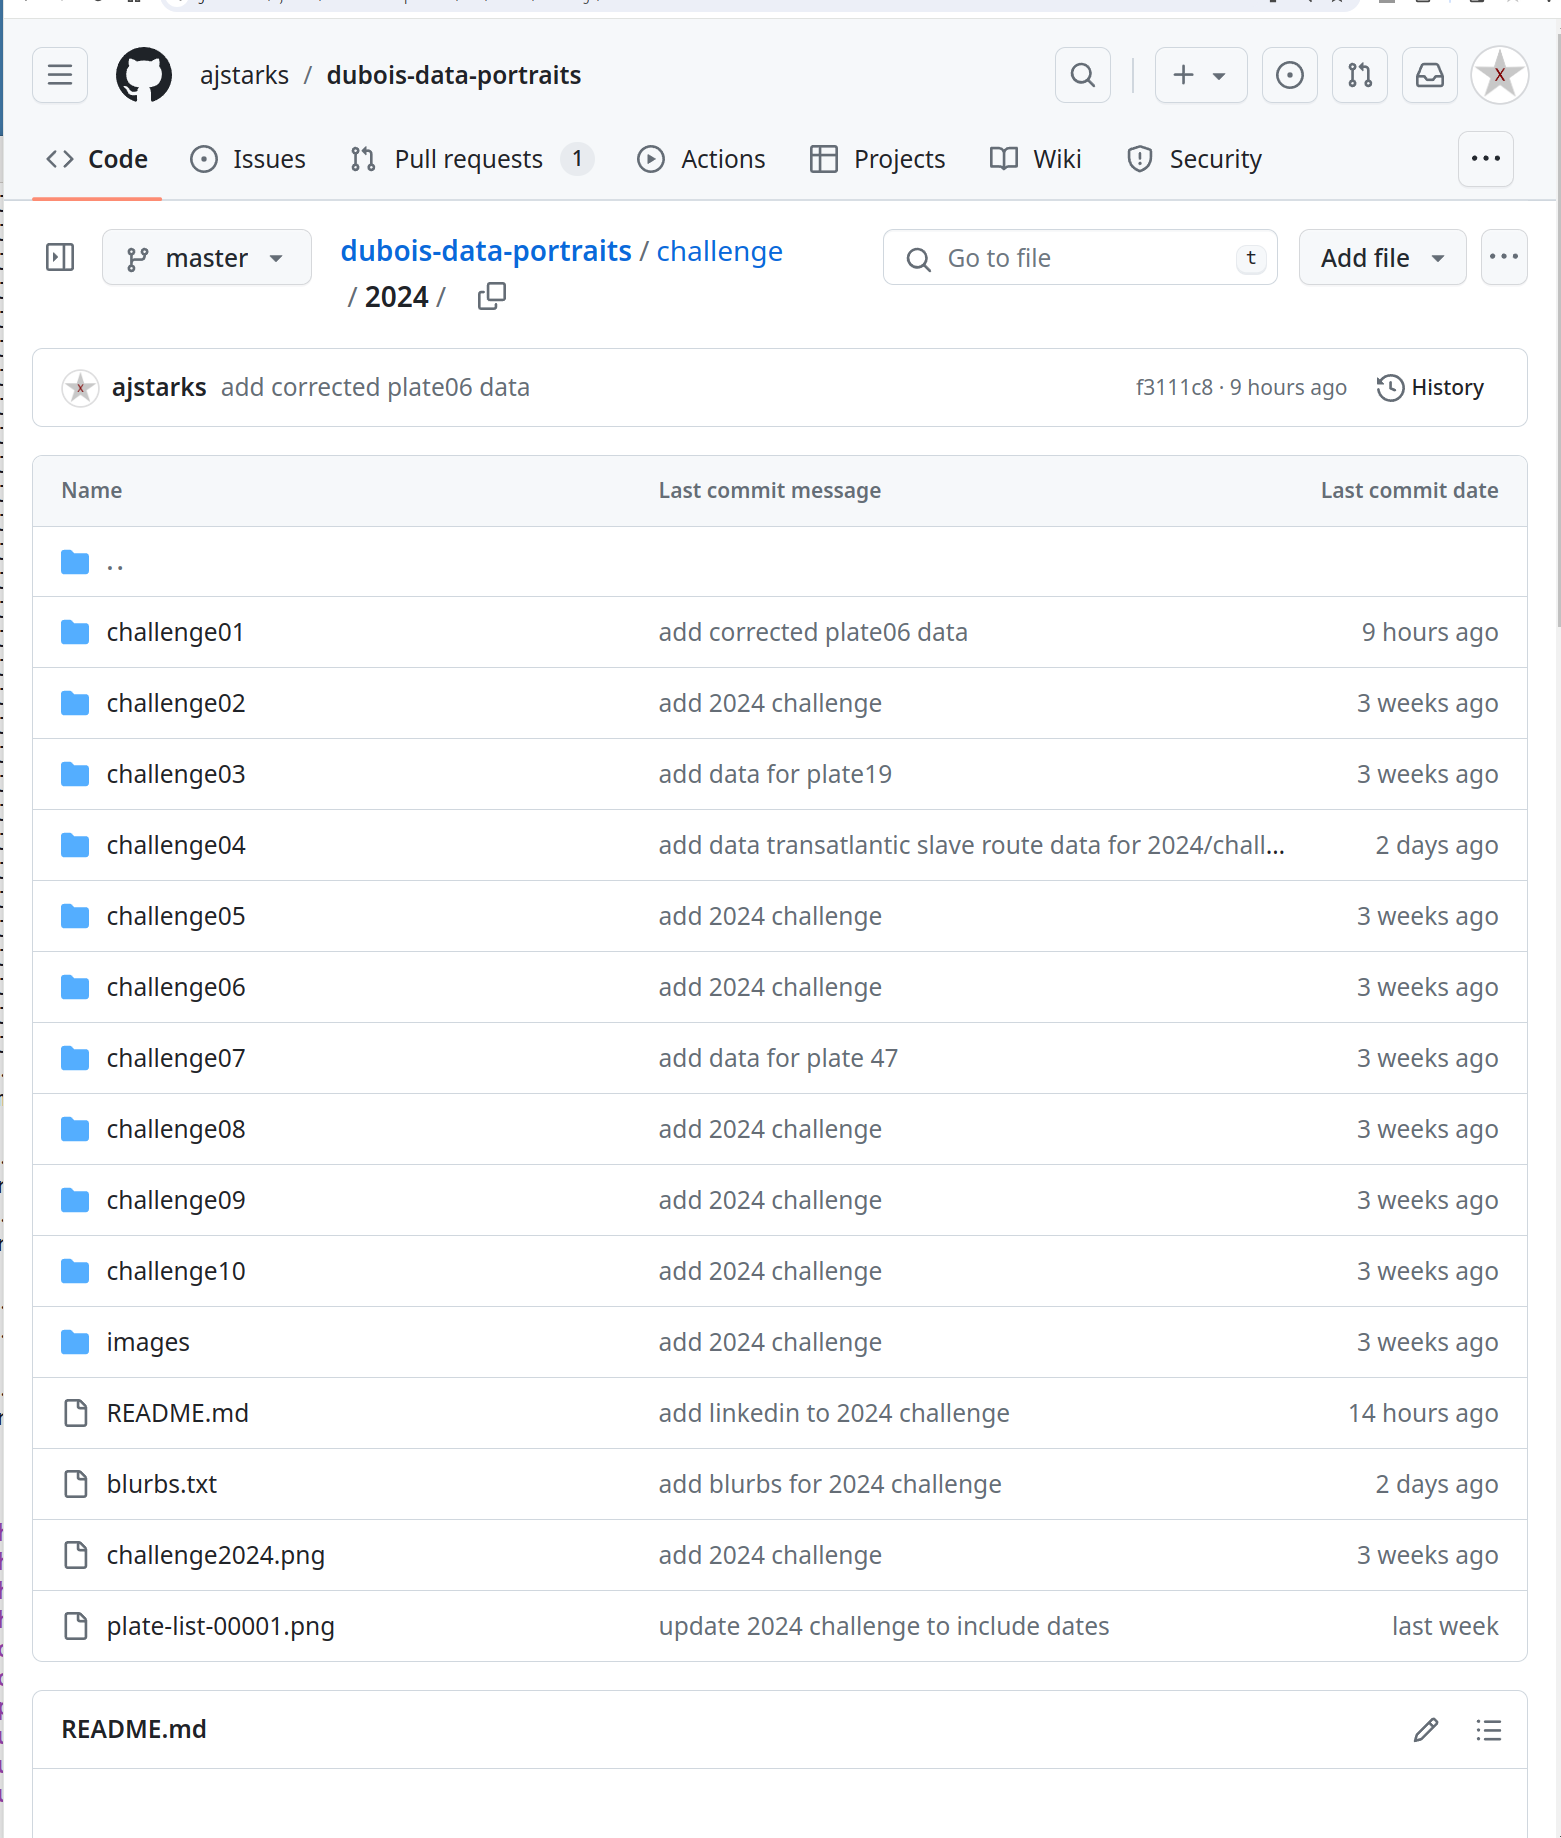 ajstarks / dubois-data-portraits
Code Issues Pull requests 1 Actions Projects Wiki Security
master dubois-data-portraits / challenge Go to file t Add file
/ 2024 /
ajstarks add corrected plate06 data f3111c8 · 9 hours ago History
Name Last commit message Last commit date
..
challenge01 add corrected plate06 data 9 hours ago
challenge02 add 2024 challenge 3 weeks ago
challenge03 add data for plate19 3 weeks ago
challenge04 add data transatlantic slave route data for 2024/chall... 2 days ago
challenge05 add 2024 challenge 3 weeks ago
challenge06 add 2024 challenge 3 weeks ago
challenge07 add data for plate 47 3 weeks ago
challenge08 add 2024 challenge 3 weeks ago
challenge09 add 2024 challenge 3 weeks ago
challenge10 add 2024 challenge 3 weeks ago
images add 2024 challenge 3 weeks ago
README.md add linkedin to 2024 challenge 14 hours ago
blurbs.txt add blurbs for 2024 challenge 2 days ago
challenge2024.png add 2024 challenge 3 weeks ago
plate-list-00001.png update 2024 challenge to include dates last week
README.md